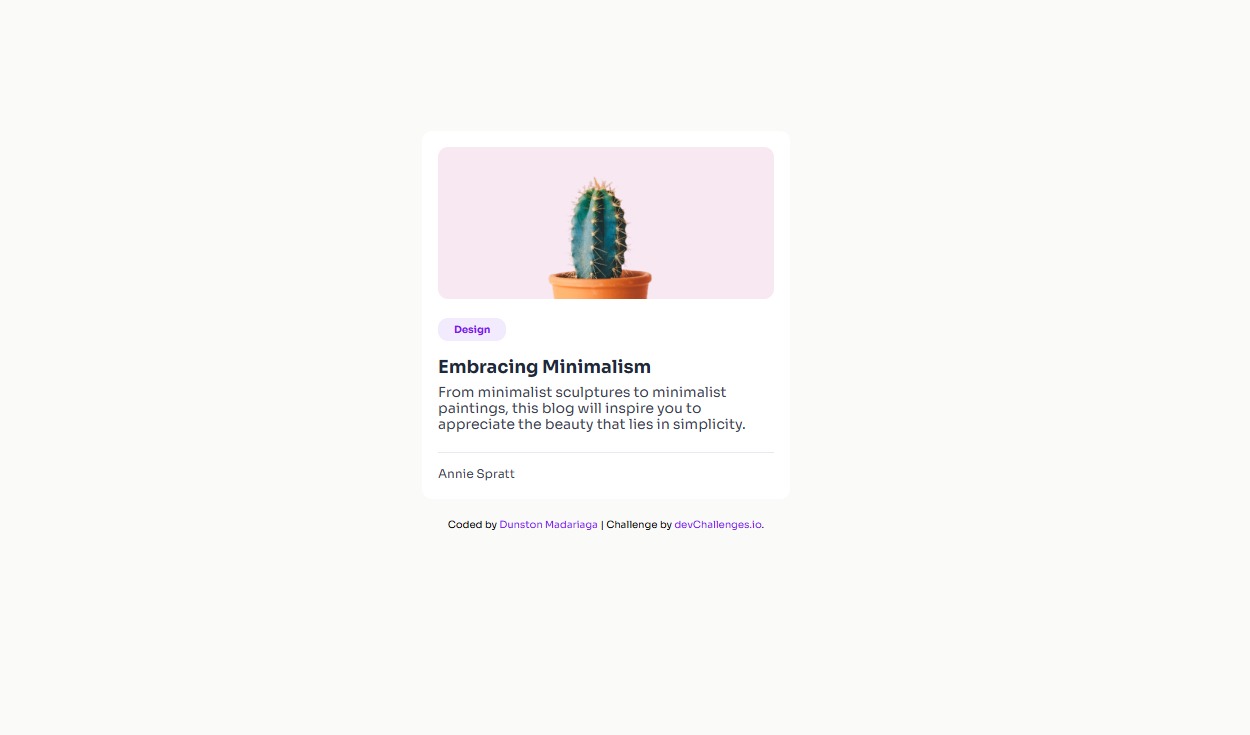 Design
Embracing Minimalism
From minimalist sculptures to minimalist
paintings, this blog will inspire you to
appreciate the beauty that lies in simplicity.
Annie Spratt
Coded by Dunston Madariaga | Challenge by devChallenges.io.